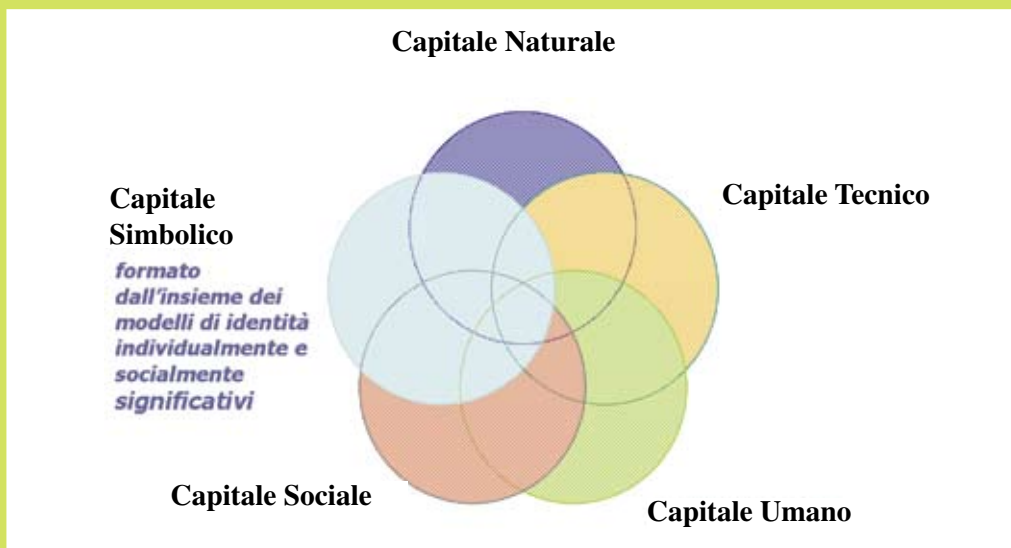 Capitale Naturale
Capitale
Simbolico
formato
dall'insieme dei
modelli di identità
individualmente e
socialmente
significativi
Capitale Tecnico
Capitale Sociale
Capitale Umano